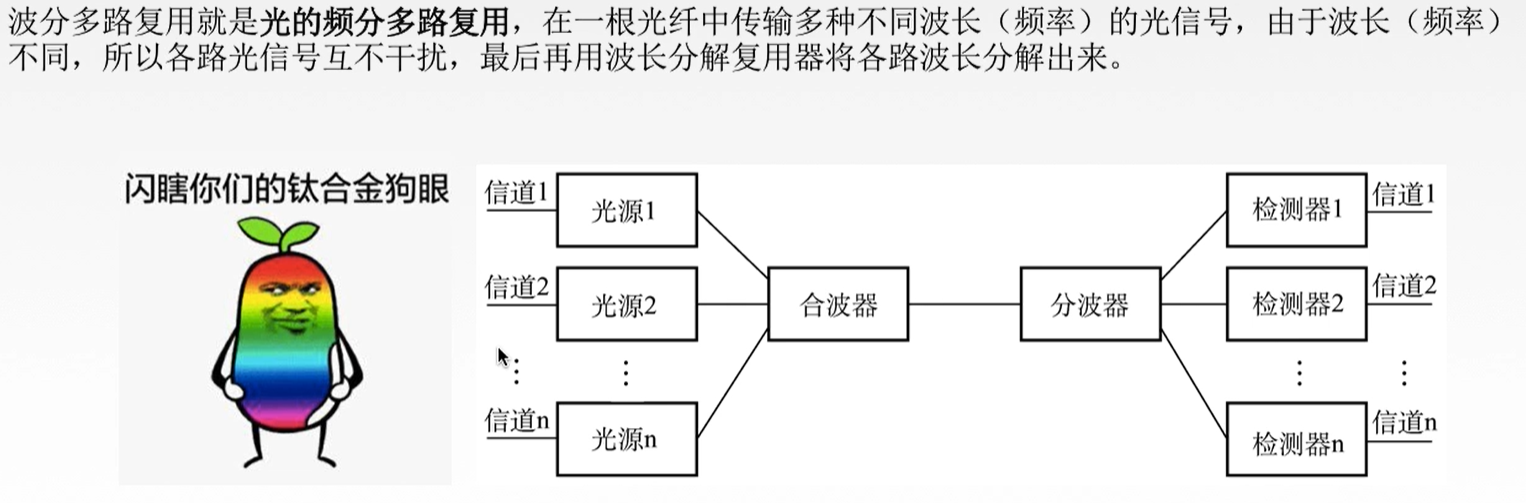 波分多路复用就是光的频分多路复用，在一根光纤中传输多种不同波长（频率）的光信号，由于波长（频率）
不同，所以各路光信号互不干扰，最后再用波长分解复用器将各路波长分解出来。
闪瞎你们的钛合金狗眼
信道1
光源1
检测器1
信道1
信道2
光源2
合波器
分波器
检测器2
信道2
信道n
光源n
检测器n
信道n